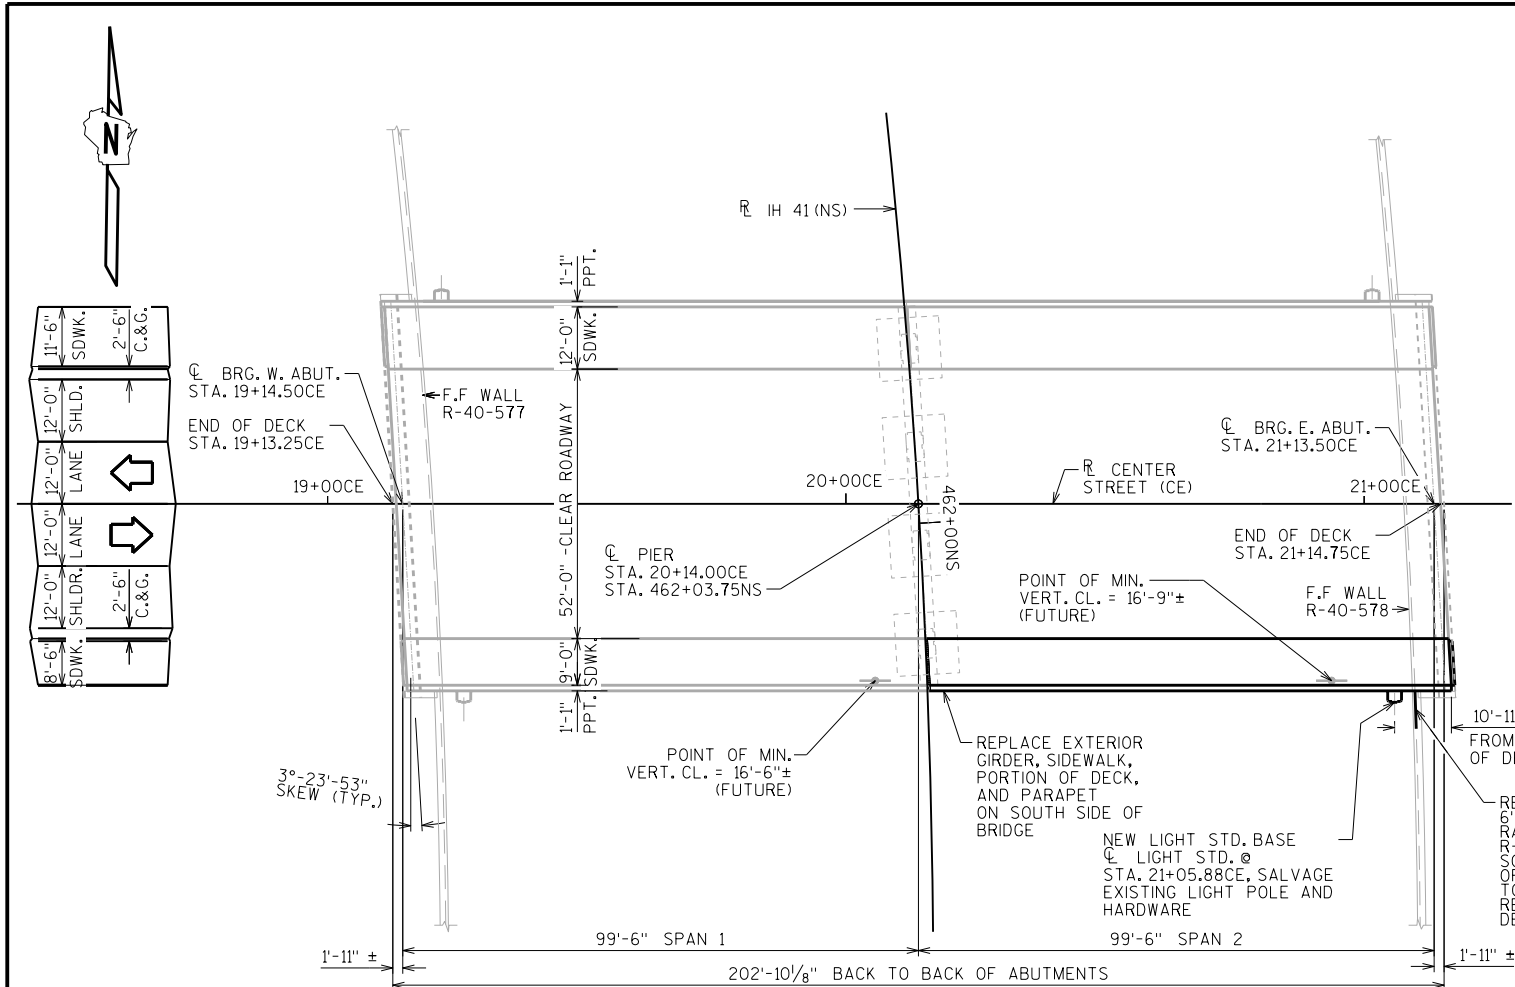 N
11'-6"
SDWK.
2'-6"
C.&G.
12'-0"
SHLD.
12'-0"
LANE
12'-0"
LANE
12'-0"
SHLDR.
2'-6"
C.&G.
8'-6"
SDWK.
℄ BRG. W. ABUT.
STA. 19+14.50CE
END OF DECK
STA. 19+13.25CE
19+00CE
F.F WALL
R-40-577
1'-1"
PPT.
12'-0"
SDWK.
52'-0" -CLEAR ROADWAY
9'-0"
SDWK.
1'-1"
PPT.
RL IH 41 (NS)
20+00CE
℄ PIER
STA. 20+14.00CE
STA. 462+03.75NS
462+00NS
RL CENTER
STREET (CE)
℄ BRG. E. ABUT.
STA. 21+13.50CE
21+00CE
END OF DECK
STA. 21+14.75CE
POINT OF MIN.
VERT. CL. = 16'-9"±
(FUTURE)
F.F WALL
R-40-578
POINT OF MIN.
VERT. CL. = 16'-6"±
(FUTURE)
3°-23'-53"
SKEW (TYP.)
REPLACE EXTERIOR
GIRDER, SIDEWALK,
PORTION OF DECK,
AND PARAPET
ON SOUTH SIDE OF
BRIDGE
NEW LIGHT STD. BASE
℄ LIGHT STD. @
STA. 21+05.88CE, SALVAGE
EXISTING LIGHT POLE AND
HARDWARE
10'-11
FROM
OF
6'
99'-6" SPAN 1
99'-6" SPAN 2
1'-11" ±
202'-10⅛" BACK TO BACK OF ABUTMENTS
1'-11" ±